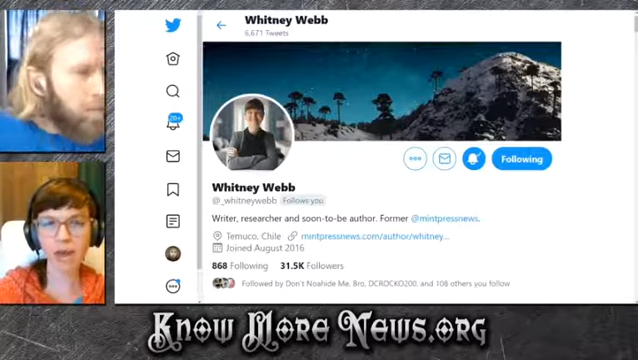 Whitney Webb
6,671 Tweets
20+
Following
Whitney Webb
@_whitneywebb Follows you
Writer, researcher and soon-to-be author. Former @mintpressnews.
Temuco, Chile mintpressnews.com/author/whitney...
Joined August 2016
868 Following 31.5K Followers
Followed by Don't Noahide Me, Bro, DCROCKO200, and 108 others you follow
Know More News.org